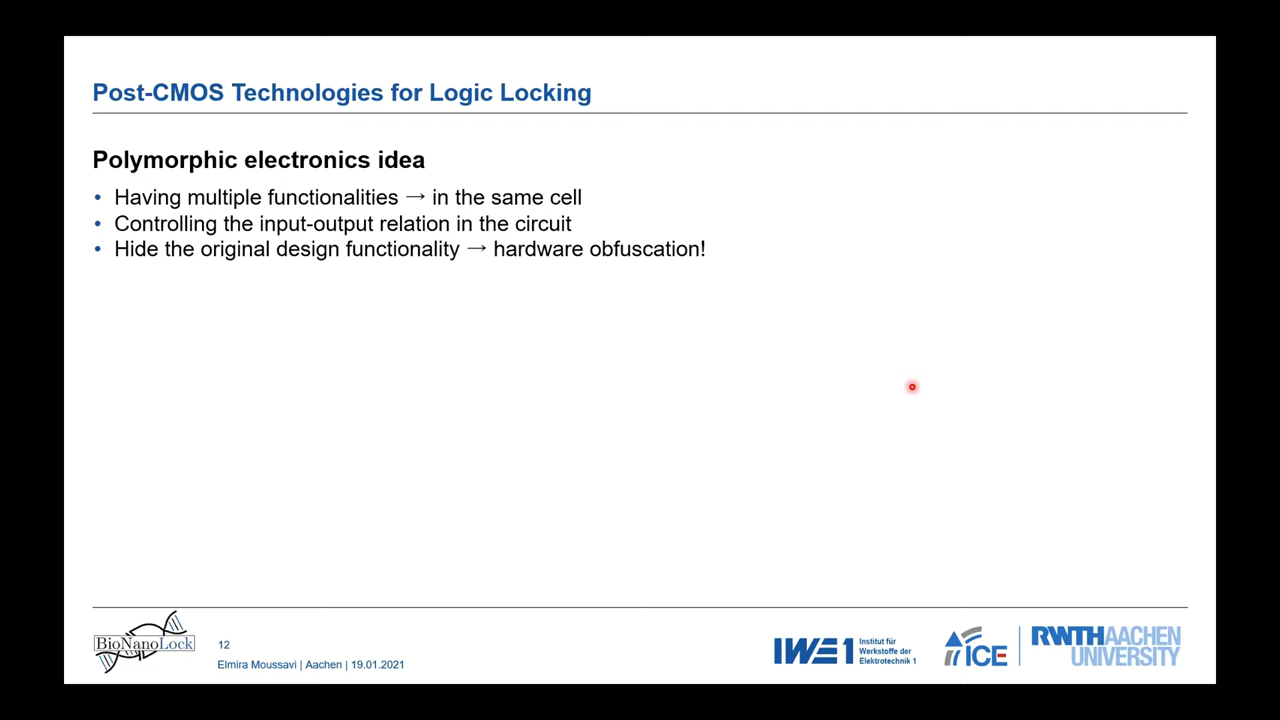 Post-CMOS Technologies for Logic Locking
Polymorphic electronics idea
• Having multiple functionalities → in the same cell
• Controlling the input-output relation in the circuit
• Hide the original design functionality → hardware obfuscation!
BioNanoLock
12
Elmira Moussavi | Aachen | 19.01.2021
IWE1
Institut für
Werkstoffe der
Elektrotechnik 1
ICE
RWTHAACHEN
UNIVERSITY